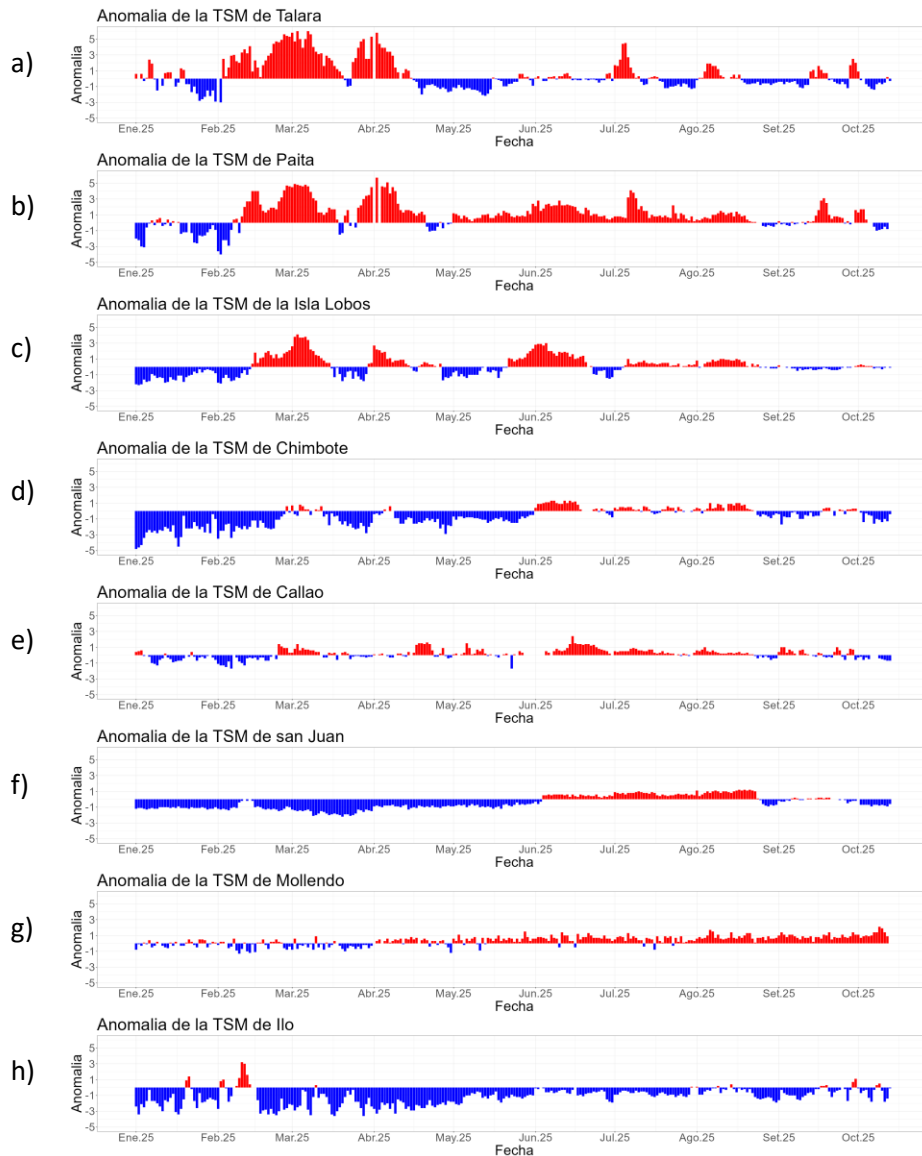 Anomalia de la TSM de Talara
a)
Anomalia
5
3
1
-1
-3
-5
Ene.25 Feb.25 Mar.25 Abr.25 May.25 Jun.25 Jul.25 Ago.25 Set.25 Oct.25
Fecha
Anomalia de la TSM de Paita
b)
Anomalia
5
3
1
-1
-3
-5
Ene.25 Feb.25 Mar.25 Abr.25 May.25 Jun.25 Jul.25 Ago.25 Set.25 Oct.25
Fecha
Anomalia de la TSM de la Isla Lobos
c)
Anomalia
5
3
1
-1
-3
-5
Ene.25 Feb.25 Mar.25 Abr.25 May.25 Jun.25 Jul.25 Ago.25 Set.25 Oct.25
Fecha
Anomalia de la TSM de Chimbote
d)
Anomalia
5
3
1
-1
-3
-5
Ene.25 Feb.25 Mar.25 Abr.25 May.25 Jun.25 Jul.25 Ago.25 Set.25 Oct.25
Fecha
Anomalia de la TSM de Callao
e)
Anomalia
5
3
1
-1
-3
-5
Ene.25 Feb.25 Mar.25 Abr.25 May.25 Jun.25 Jul.25 Ago.25 Set.25 Oct.25
Fecha
Anomalia de la TSM de san Juan
f)
Anomalia
5
3
1
-1
-3
-5
Ene.25 Feb.25 Mar.25 Abr.25 May.25 Jun.25 Jul.25 Ago.25 Set.25 Oct.25
Fecha
Anomalia de la TSM de Mollendo
g)
Anomalia
5
3
1
-1
-3
-5
Ene.25 Feb.25 Mar.25 Abr.25 May.25 Jun.25 Jul.25 Ago.25 Set.25 Oct.25
Fecha
Anomalia de la TSM de Ilo
h)
Anomalia
5
3
1
-1
-3
-5
Ene.25 Feb.25 Mar.25 Abr.25 May.25 Jun.25 Jul.25 Ago.25 Set.25 Oct.25
Fecha